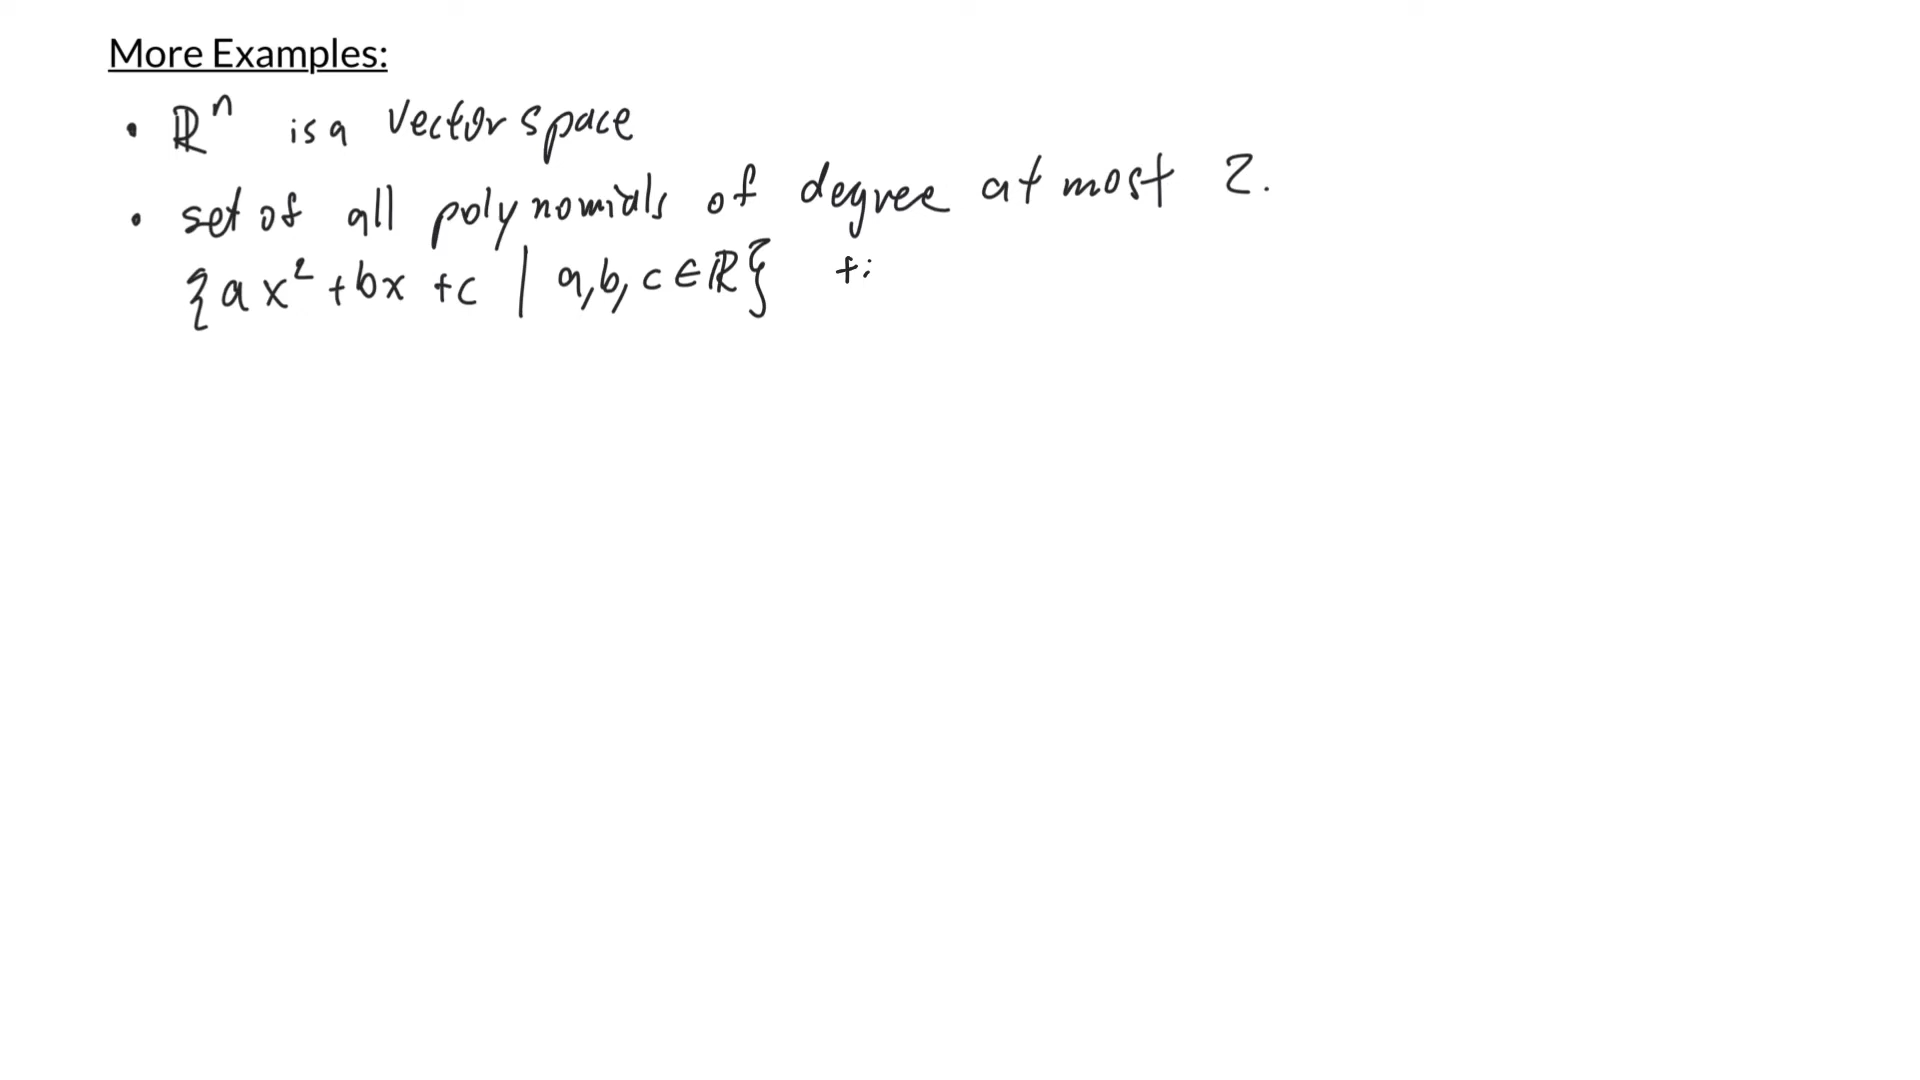 More Examples:
• ℝⁿ is a vector space
• set of all polynomials of degree at most 2.
{ax² + bx + c | a, b, c ∈ ℝ} +: